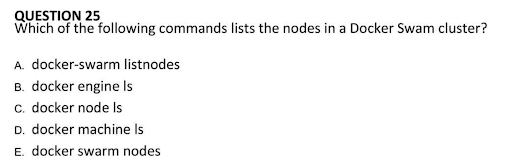 QUESTION 25
Which of the following commands lists the nodes in a Docker Swam cluster?
A. docker-swarm listnodes
B. docker engine ls
C. docker node ls
D. docker machine ls
E. docker swarm nodes